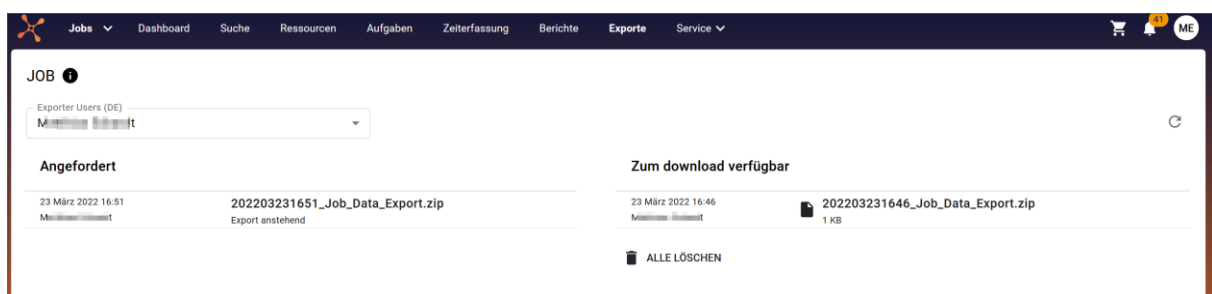 Jobs Dashboard Suche Ressourcen Aufgaben Zeiterfassung Berichte Exporte Service 41 ME
JOB
Exporter Users (DE)
Angefordert
23 März 2022 16:51 202203231651_Job_Data_Export.zip
Export anstehend
Zum download verfügbar
23 März 2022 16:46 202203231646_Job_Data_Export.zip
1 KB
ALLE LÖSCHEN